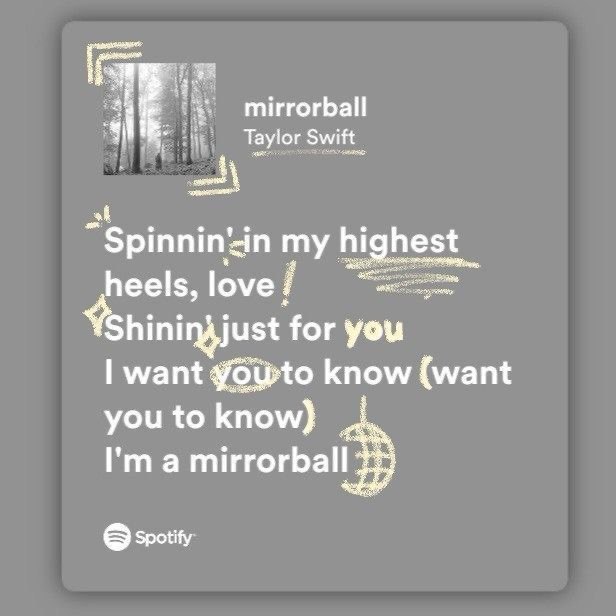 mirrorball
Taylor Swift
Spinnin' in my highest
heels, love!
Shinin' just for you
I want you to know (want
you to know)
I'm a mirrorball
Spotify